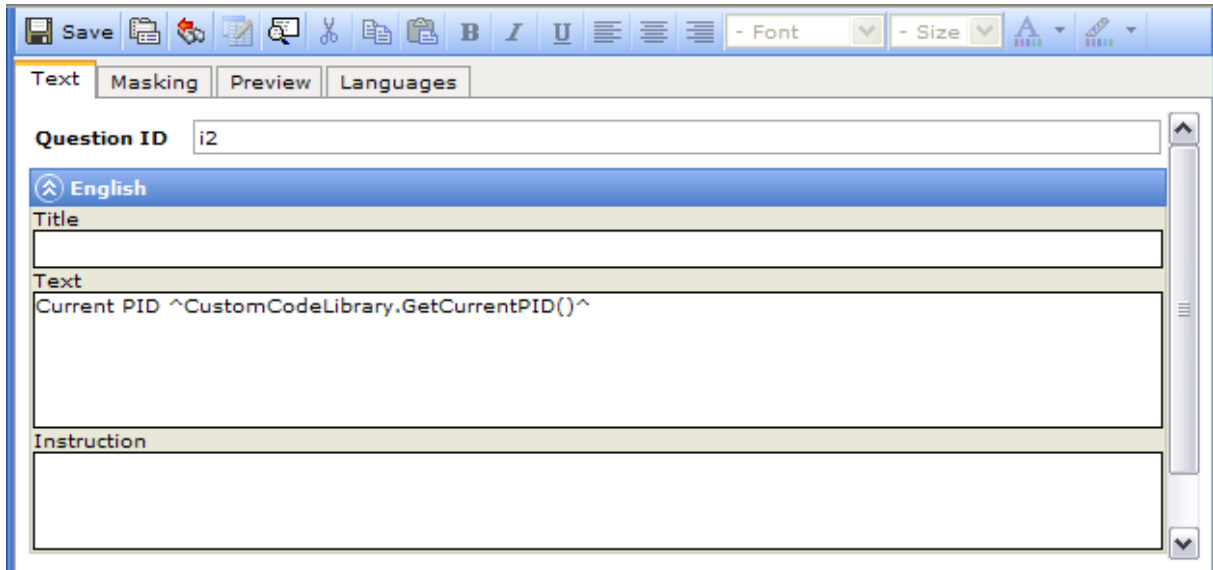 Save B I U - Font - Size A
Text Masking Preview Languages
Question ID i2
English
Title
Text
Current PID ^CustomCodeLibrary.GetCurrentPID()^
Instruction